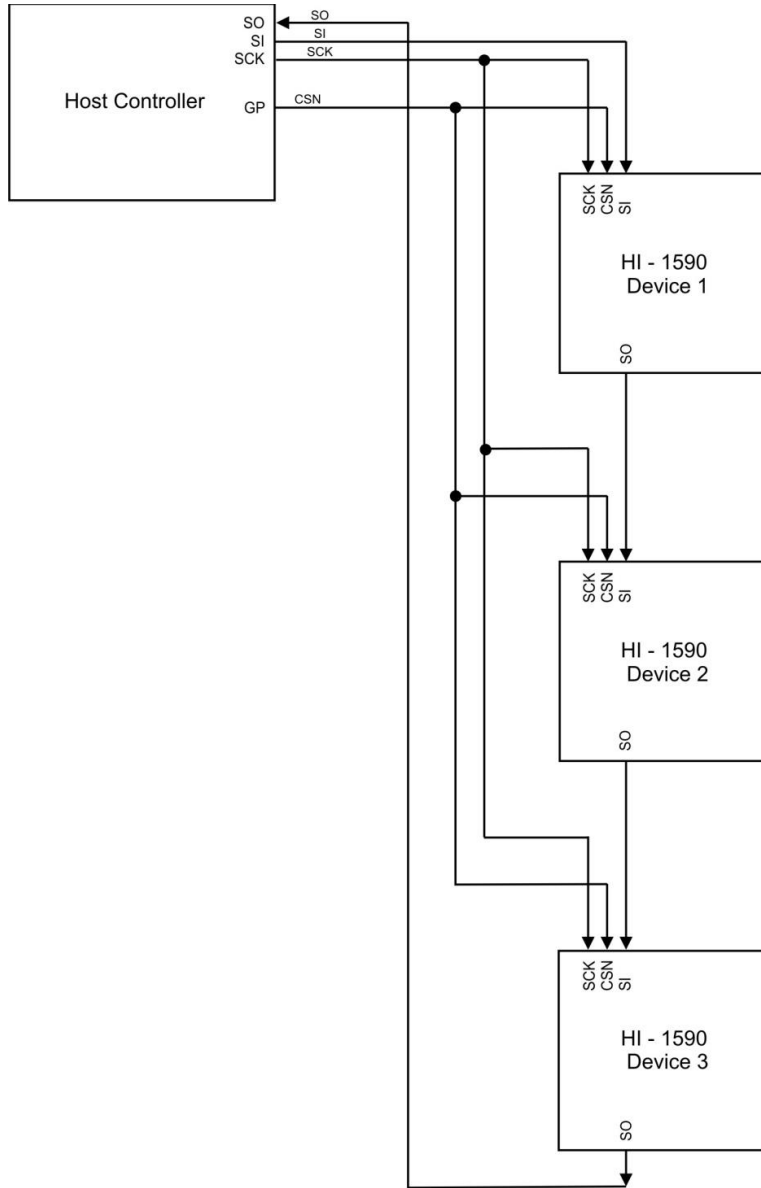 SO
SO
SI
SI
SCK
SCK
Host Controller
GP
CSN
SCK
CSN
SI
HI - 1590
Device 1
SO
SCK
CSN
SI
HI - 1590
Device 2
SO
SCK
CSN
SI
HI - 1590
Device 3
SO